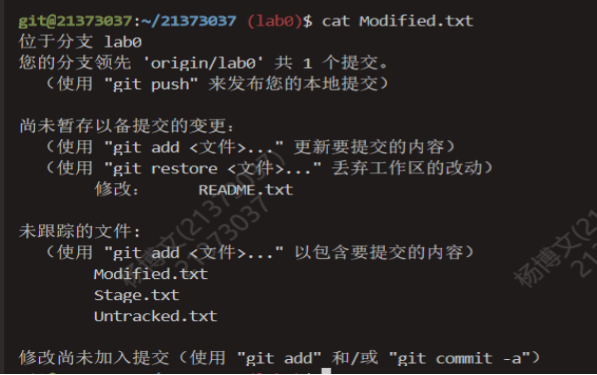 git@21373037:~/21373037 (lab0)$ cat Modified.txt
位于分支 lab0
您的分支领先 'origin/lab0' 共 1 个提交。
（使用 "git push" 来发布您的本地提交）
尚未暂存以备提交的变更：
（使用 "git add <文件>..." 更新要提交的内容）
（使用 "git restore <文件>..." 丢弃工作区的改动）
修改：     README.txt
未跟踪的文件:
（使用 "git add <文件>..." 以包含要提交的内容）
Modified.txt
Stage.txt
Untracked.txt
修改尚未加入提交（使用 "git add" 和/或 "git commit -a"）
杨博文(21373037)
21373037
杨博文(2